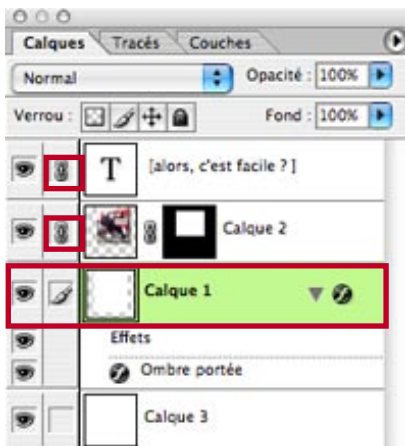 Calques Tracés Couches
Normal Opacité : 100%
Verrou : Fond : 100%
T [alors, c'est facile ? ]
Calque 2
Calque 1
Effets
Ombre portée
Calque 3